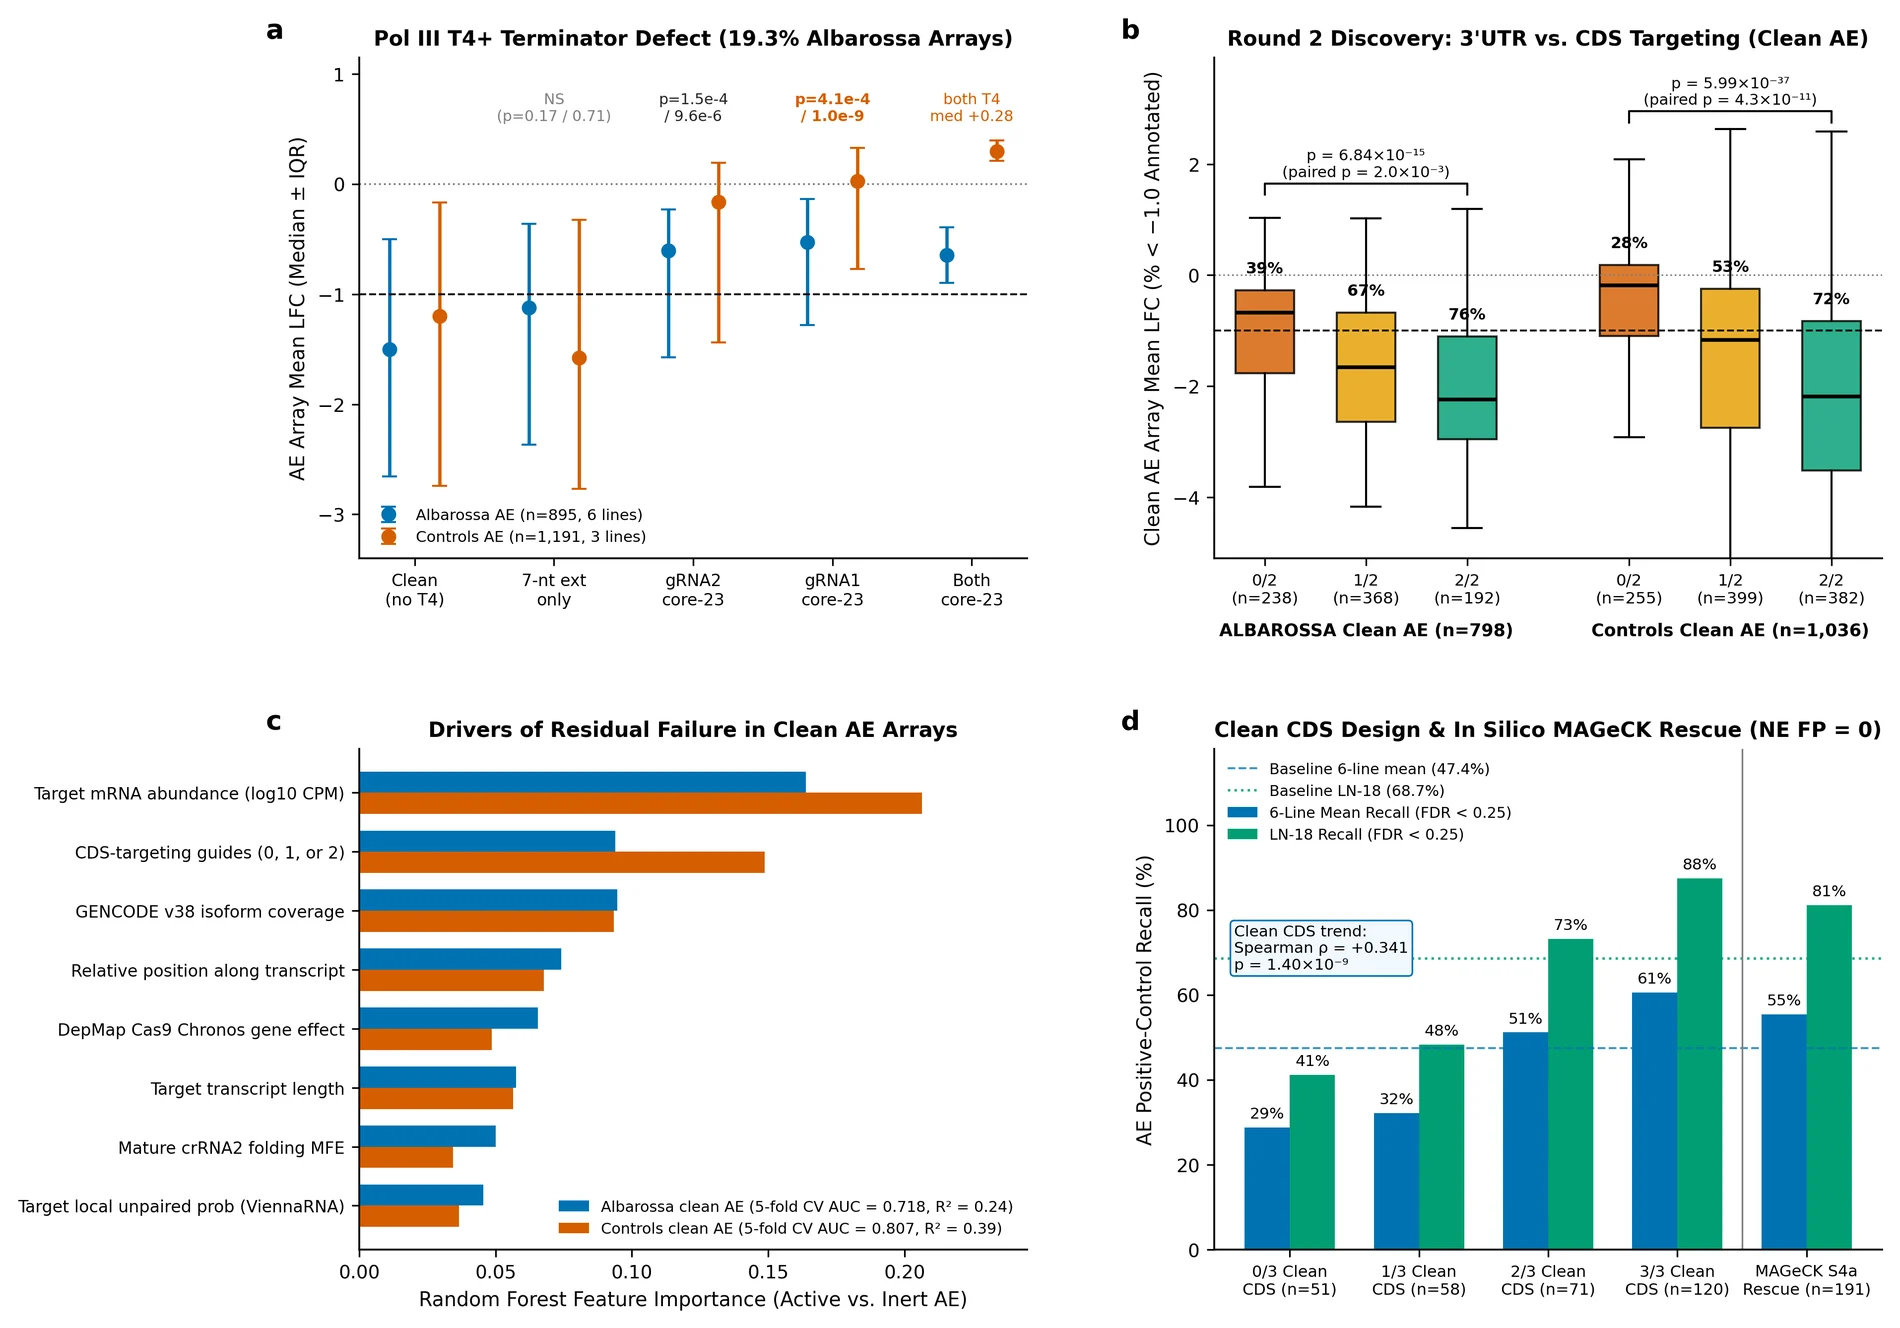 a
Pol III T4+ Terminator Defect (19.3% Albarossa Arrays)
AE Array Mean LFC (Median ± IQR)
1
0
−1
−2
−3
NS
(p=0.17 / 0.71)
p=1.5e-4
/ 9.6e-6
p=4.1e-4
/ 1.0e-9
both T4
med +0.28
Albarossa AE (n=895, 6 lines)
Controls AE (n=1,191, 3 lines)
Clean
(no T4)
7-nt ext
only
gRNA2
core-23
gRNA1
core-23
Both
core-23
b
Round 2 Discovery: 3'UTR vs. CDS Targeting (Clean AE)
Clean AE Array Mean LFC (% < −1.0 Annotated)
2
0
−2
−4
p = 6.84×10⁻¹⁵
(paired p = 2.0×10⁻³)
p = 5.99×10⁻³⁷
(paired p = 4.3×10⁻¹¹)
39%
67%
76%
28%
53%
72%
0/2
(n=238)
1/2
(n=368)
2/2
(n=192)
0/2
(n=255)
1/2
(n=399)
2/2
(n=382)
ALBAROSSA Clean AE (n=798)
Controls Clean AE (n=1,036)
c
Drivers of Residual Failure in Clean AE Arrays
Target mRNA abundance (log10 CPM)
CDS-targeting guides (0, 1, or 2)
GENCODE v38 isoform coverage
Relative position along transcript
DepMap Cas9 Chronos gene effect
Target transcript length
Mature crRNA2 folding MFE
Target local unpaired prob (ViennaRNA)
Albarossa clean AE (5-fold CV AUC = 0.718, R² = 0.24)
Controls clean AE (5-fold CV AUC = 0.807, R² = 0.39)
0.00
0.05
0.10
0.15
0.20
Random Forest Feature Importance (Active vs. Inert AE)
d
Clean CDS Design & In Silico MAGeCK Rescue (NE FP = 0)
AE Positive-Control Recall (%)
100
80
60
40
20
0
Baseline 6-line mean (47.4%)
Baseline LN-18 (68.7%)
6-Line Mean Recall (FDR < 0.25)
LN-18 Recall (FDR < 0.25)
Clean CDS trend:
Spearman ρ = +0.341
p = 1.40×10⁻⁹
29%
41%
32%
48%
51%
73%
61%
88%
55%
81%
0/3 Clean
CDS (n=51)
1/3 Clean
CDS (n=58)
2/3 Clean
CDS (n=71)
3/3 Clean
CDS (n=120)
MAGeCK S4a
Rescue (n=191)